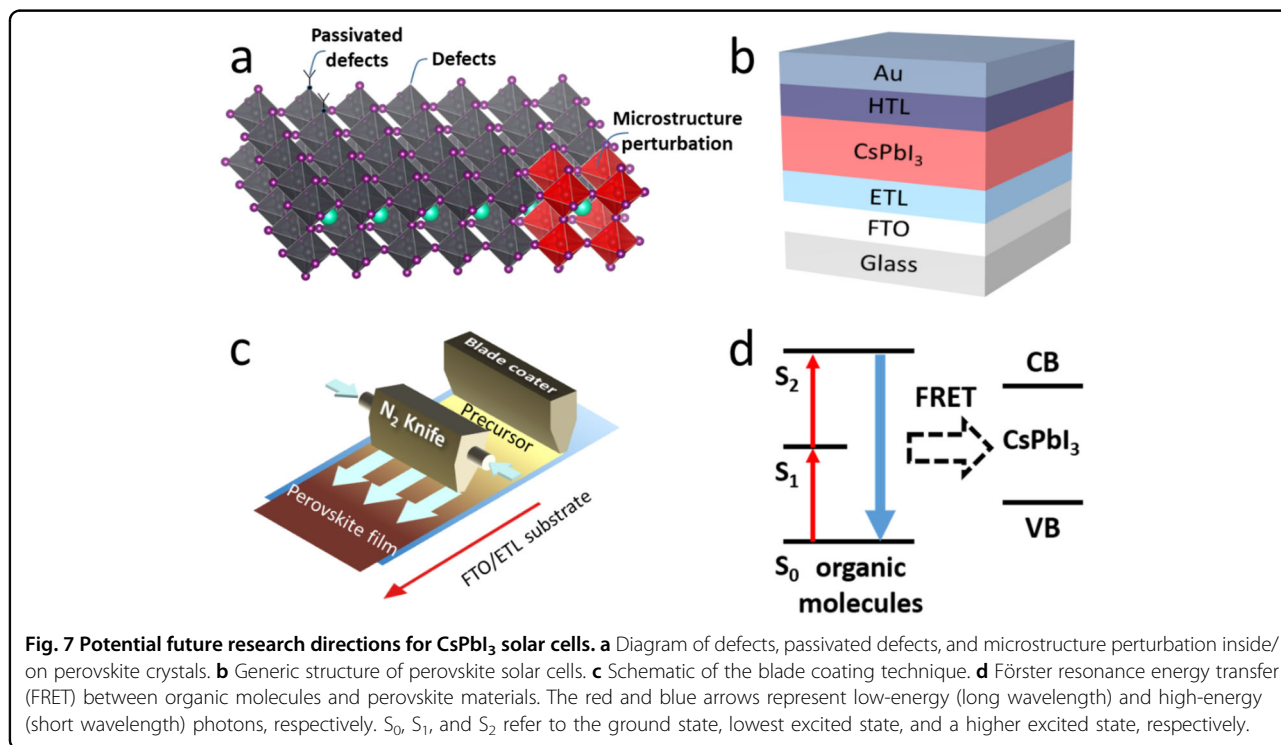 a
Passivated
defects
Defects
Microstructure
perturbation
b
Au
HTL
CsPbI₃
ETL
FTO
Glass
c
Blade coater
N₂ Knife
Precursor
Perovskite film
FTO/ETL substrate
d
S₂
S₁
S₀ organic
molecules
FRET
CB
CsPbI₃
VB
Fig. 7 Potential future research directions for CsPbI₃ solar cells. a Diagram of defects, passivated defects, and microstructure perturbation inside/
on perovskite crystals. b Generic structure of perovskite solar cells. c Schematic of the blade coating technique. d Förster resonance energy transfer
(FRET) between organic molecules and perovskite materials. The red and blue arrows represent low-energy (long wavelength) and high-energy
(short wavelength) photons, respectively. S₀, S₁, and S₂ refer to the ground state, lowest excited state, and a higher excited state, respectively.